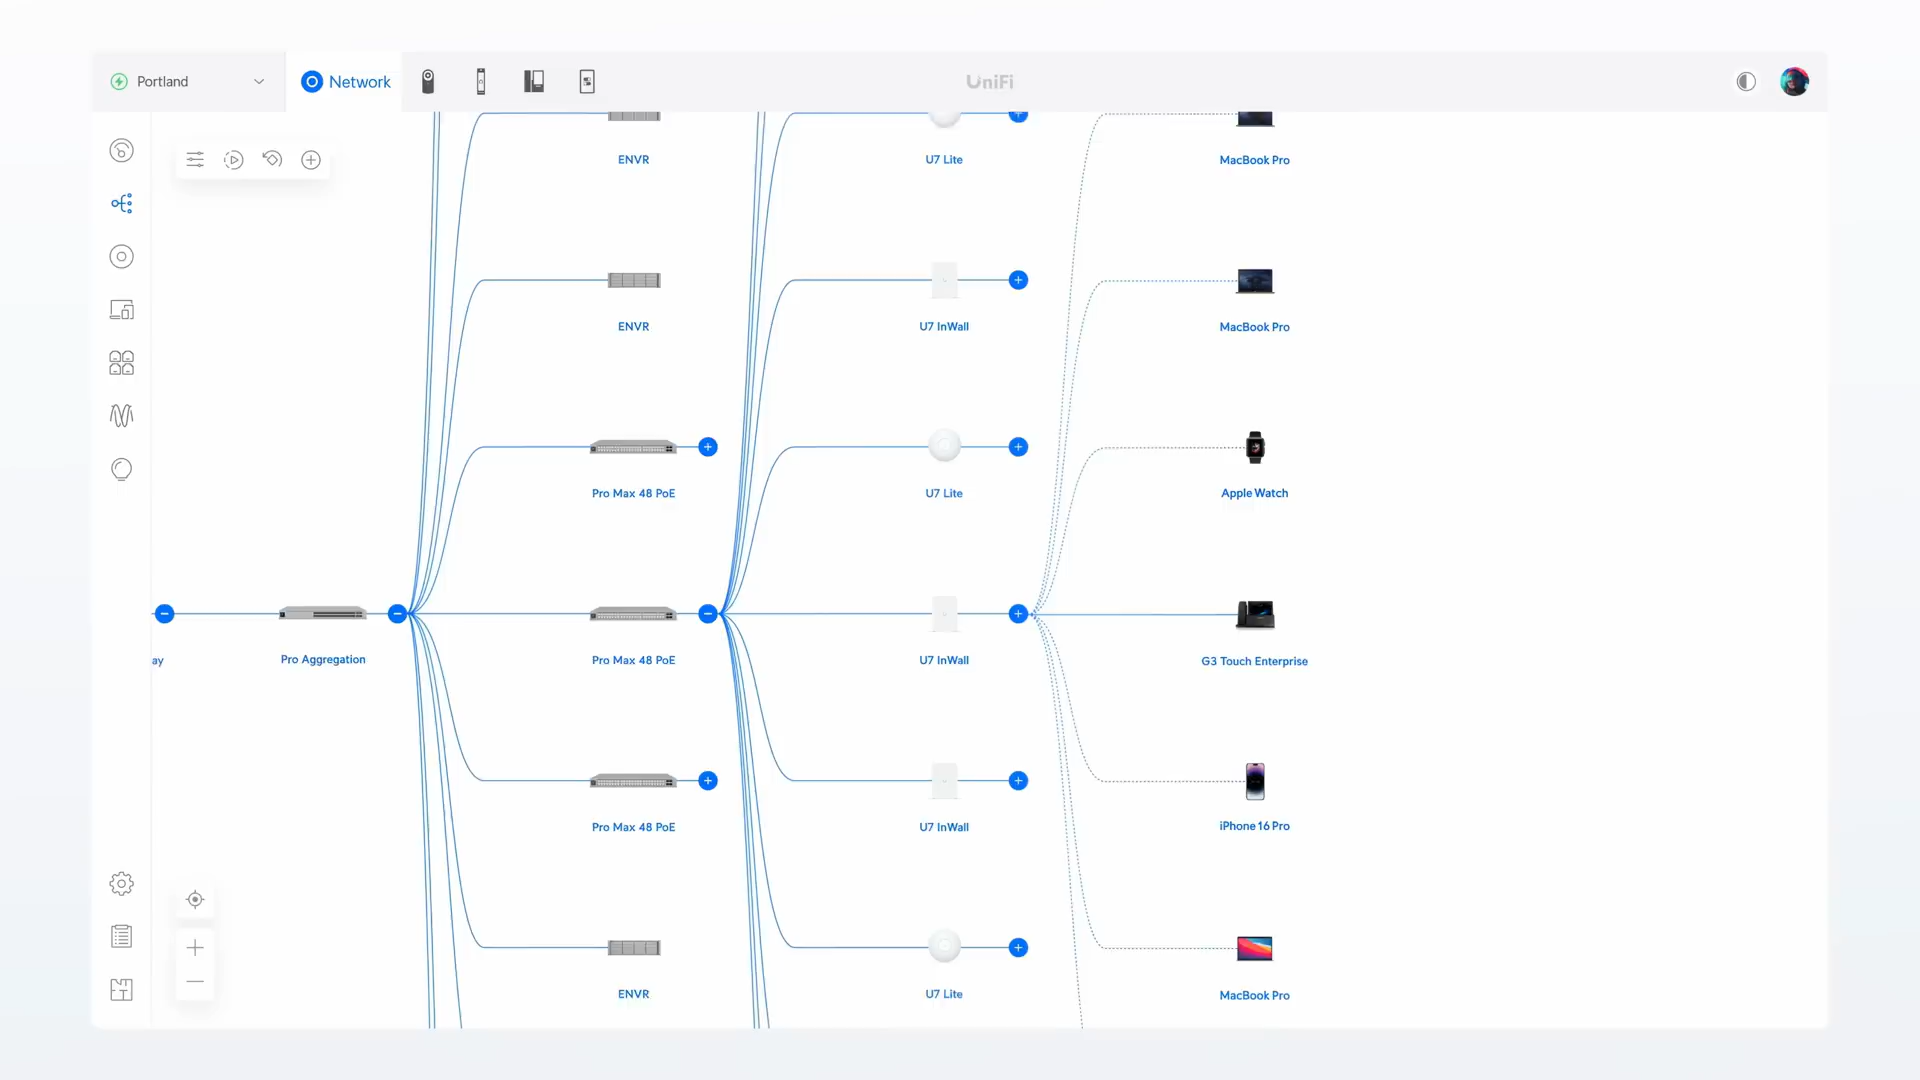 Portland
Network
UniFi
ENVR
U7 Lite
MacBook Pro
ENVR
U7 InWall
MacBook Pro
Pro Max 48 PoE
U7 Lite
Apple Watch
ay
Pro Aggregation
Pro Max 48 PoE
U7 InWall
G3 Touch Enterprise
Pro Max 48 PoE
U7 InWall
iPhone 16 Pro
ENVR
U7 Lite
MacBook Pro